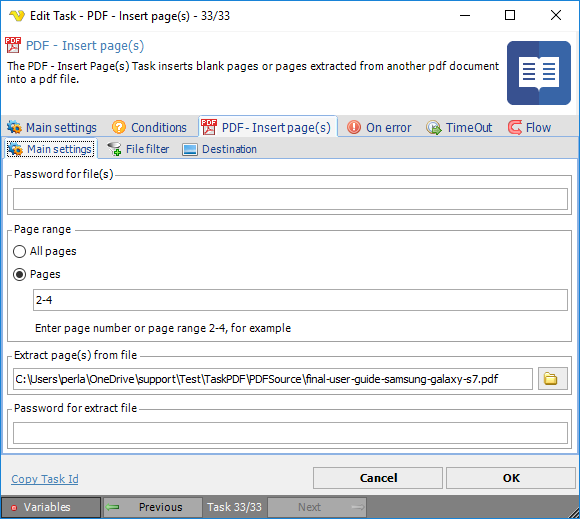 Edit Task - PDF - Insert page(s) - 33/33
PDF
PDF - Insert page(s)
The PDF - Insert Page(s) Task inserts blank pages or pages extracted from another pdf document
into a pdf file.
Main settings Conditions PDF PDF - Insert page(s) On error TimeOut Flow
Main settings File filter Destination
Password for file(s)
Page range
All pages
Pages
2-4
Enter page number or page range 2-4, for example
Extract page(s) from file
C:\Users\perla\OneDrive\support\Test\TaskPDF\PDFSource\final-user-guide-samsung-galaxy-s7.pdf
Password for extract file
Copy Task Id Cancel OK
Variables Previous Task 33/33 Next